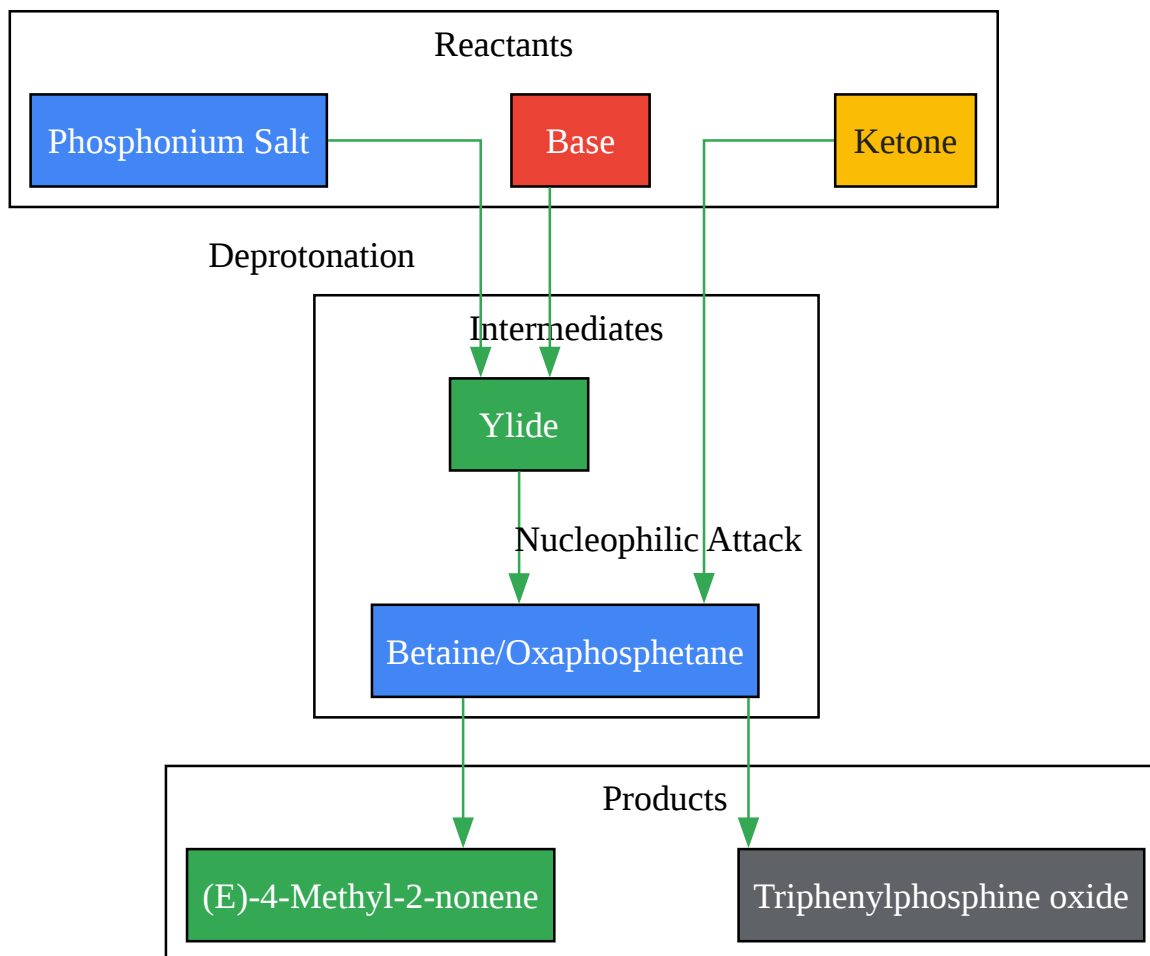 Reactants
Phosphonium Salt
Base
Ketone
Deprotonation
Intermediates
Ylide
Nucleophilic Attack
Betaine/Oxaphosphetane
Products
(E)-4-Methyl-2-nonene
Triphenylphosphine oxide